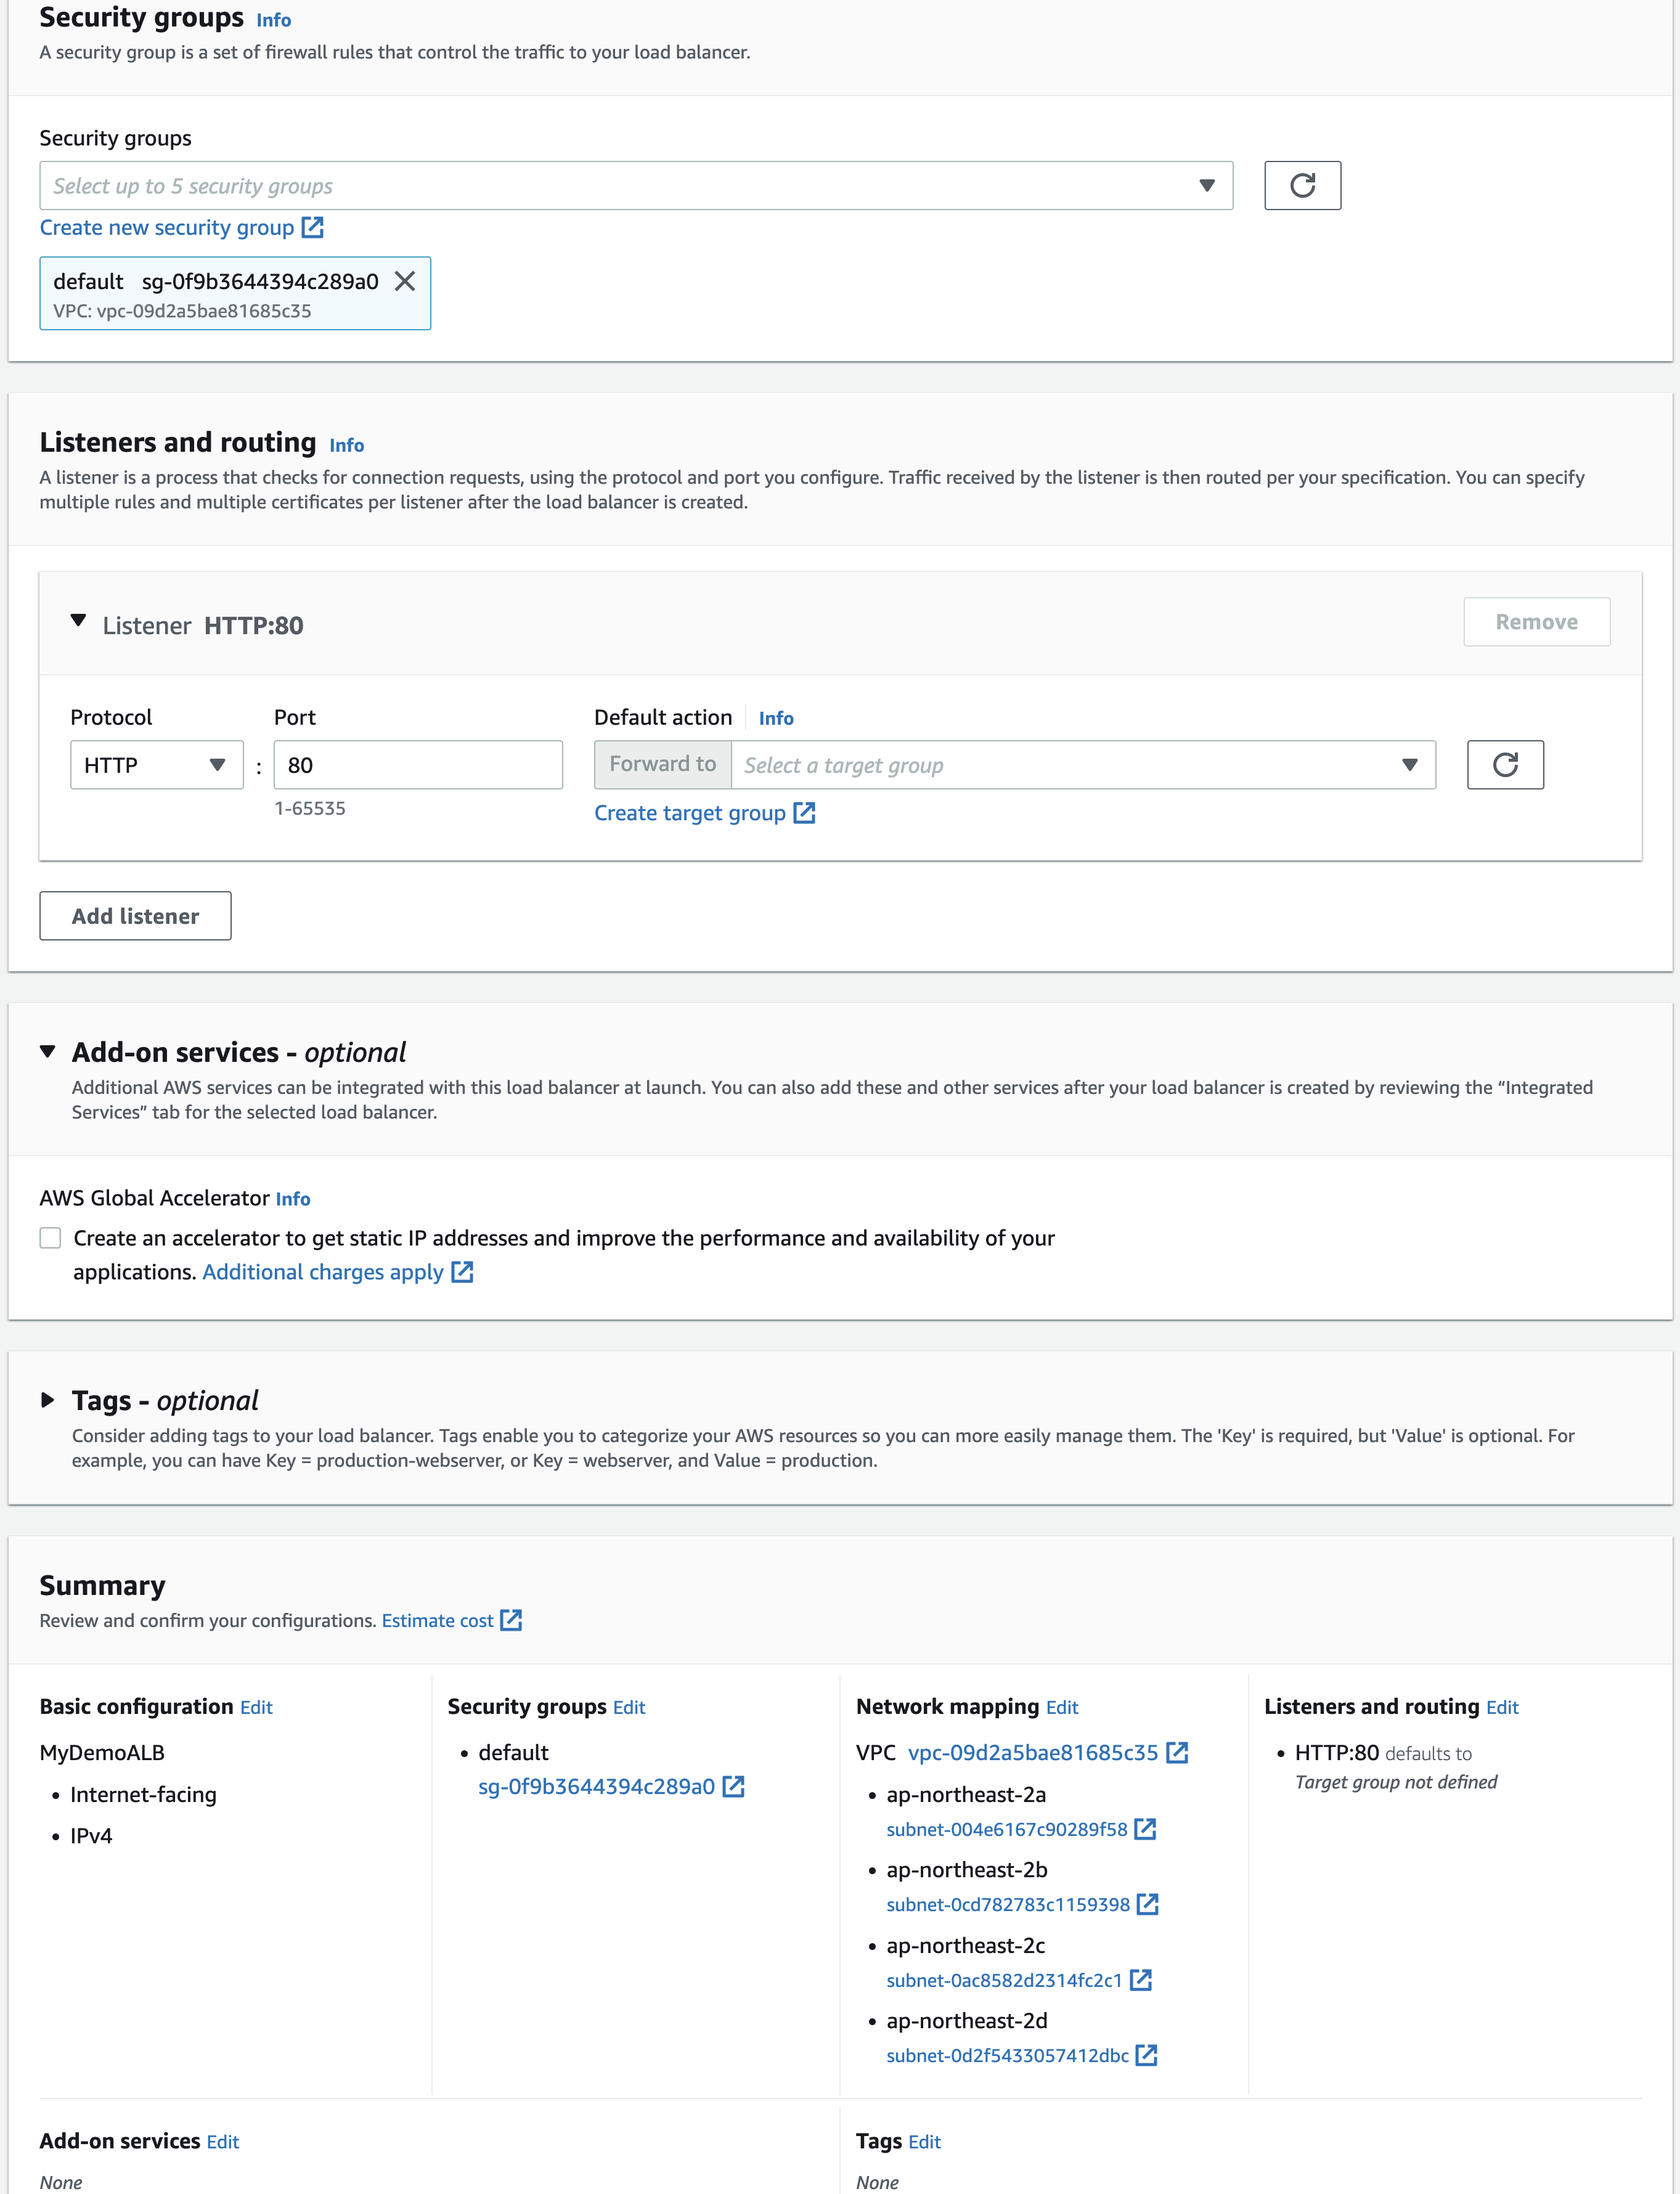 Security groups Info
A security group is a set of firewall rules that control the traffic to your load balancer.
Security groups
Select up to 5 security groups
Create new security group
default sg-0f9b3644394c289a0
VPC: vpc-09d2a5bae81685c35
Listeners and routing Info
A listener is a process that checks for connection requests, using the protocol and port you configure. Traffic received by the listener is then routed per your specification. You can specify
multiple rules and multiple certificates per listener after the load balancer is created.
Listener HTTP:80
Remove
Protocol
Port
Default action Info
HTTP
:
80
Forward to
Select a target group
1-65535
Create target group
Add listener
Add-on services - optional
Additional AWS services can be integrated with this load balancer at launch. You can also add these and other services after your load balancer is created by reviewing the “Integrated
Services” tab for the selected load balancer.
AWS Global Accelerator Info
Create an accelerator to get static IP addresses and improve the performance and availability of your
applications. Additional charges apply
Tags - optional
Consider adding tags to your load balancer. Tags enable you to categorize your AWS resources so you can more easily manage them. The 'Key' is required, but 'Value' is optional. For
example, you can have Key = production-webserver, or Key = webserver, and Value = production.
Summary
Review and confirm your configurations. Estimate cost
Basic configuration Edit
MyDemoALB
• Internet-facing
• IPv4
Security groups Edit
• default
sg-0f9b3644394c289a0
Network mapping Edit
VPC vpc-09d2a5bae81685c35
• ap-northeast-2a
subnet-004e6167c90289f58
• ap-northeast-2b
subnet-0cd782783c1159398
• ap-northeast-2c
subnet-0ac8582d2314fc2c1
• ap-northeast-2d
subnet-0d2f5433057412dbc
Listeners and routing Edit
• HTTP:80 defaults to
Target group not defined
Add-on services Edit
None
Tags Edit
None